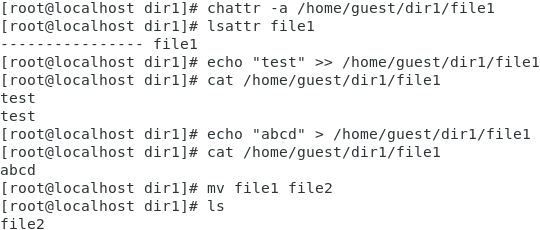 [root@localhost dir1]# chattr -a /home/guest/dir1/file1
[root@localhost dir1]# lsattr file1
---------------- file1
[root@localhost dir1]# echo "test" >> /home/guest/dir1/file1
[root@localhost dir1]# cat /home/guest/dir1/file1
test
test
[root@localhost dir1]# echo "abcd" > /home/guest/dir1/file1
[root@localhost dir1]# cat /home/guest/dir1/file1
abcd
[root@localhost dir1]# mv file1 file2
[root@localhost dir1]# ls
file2